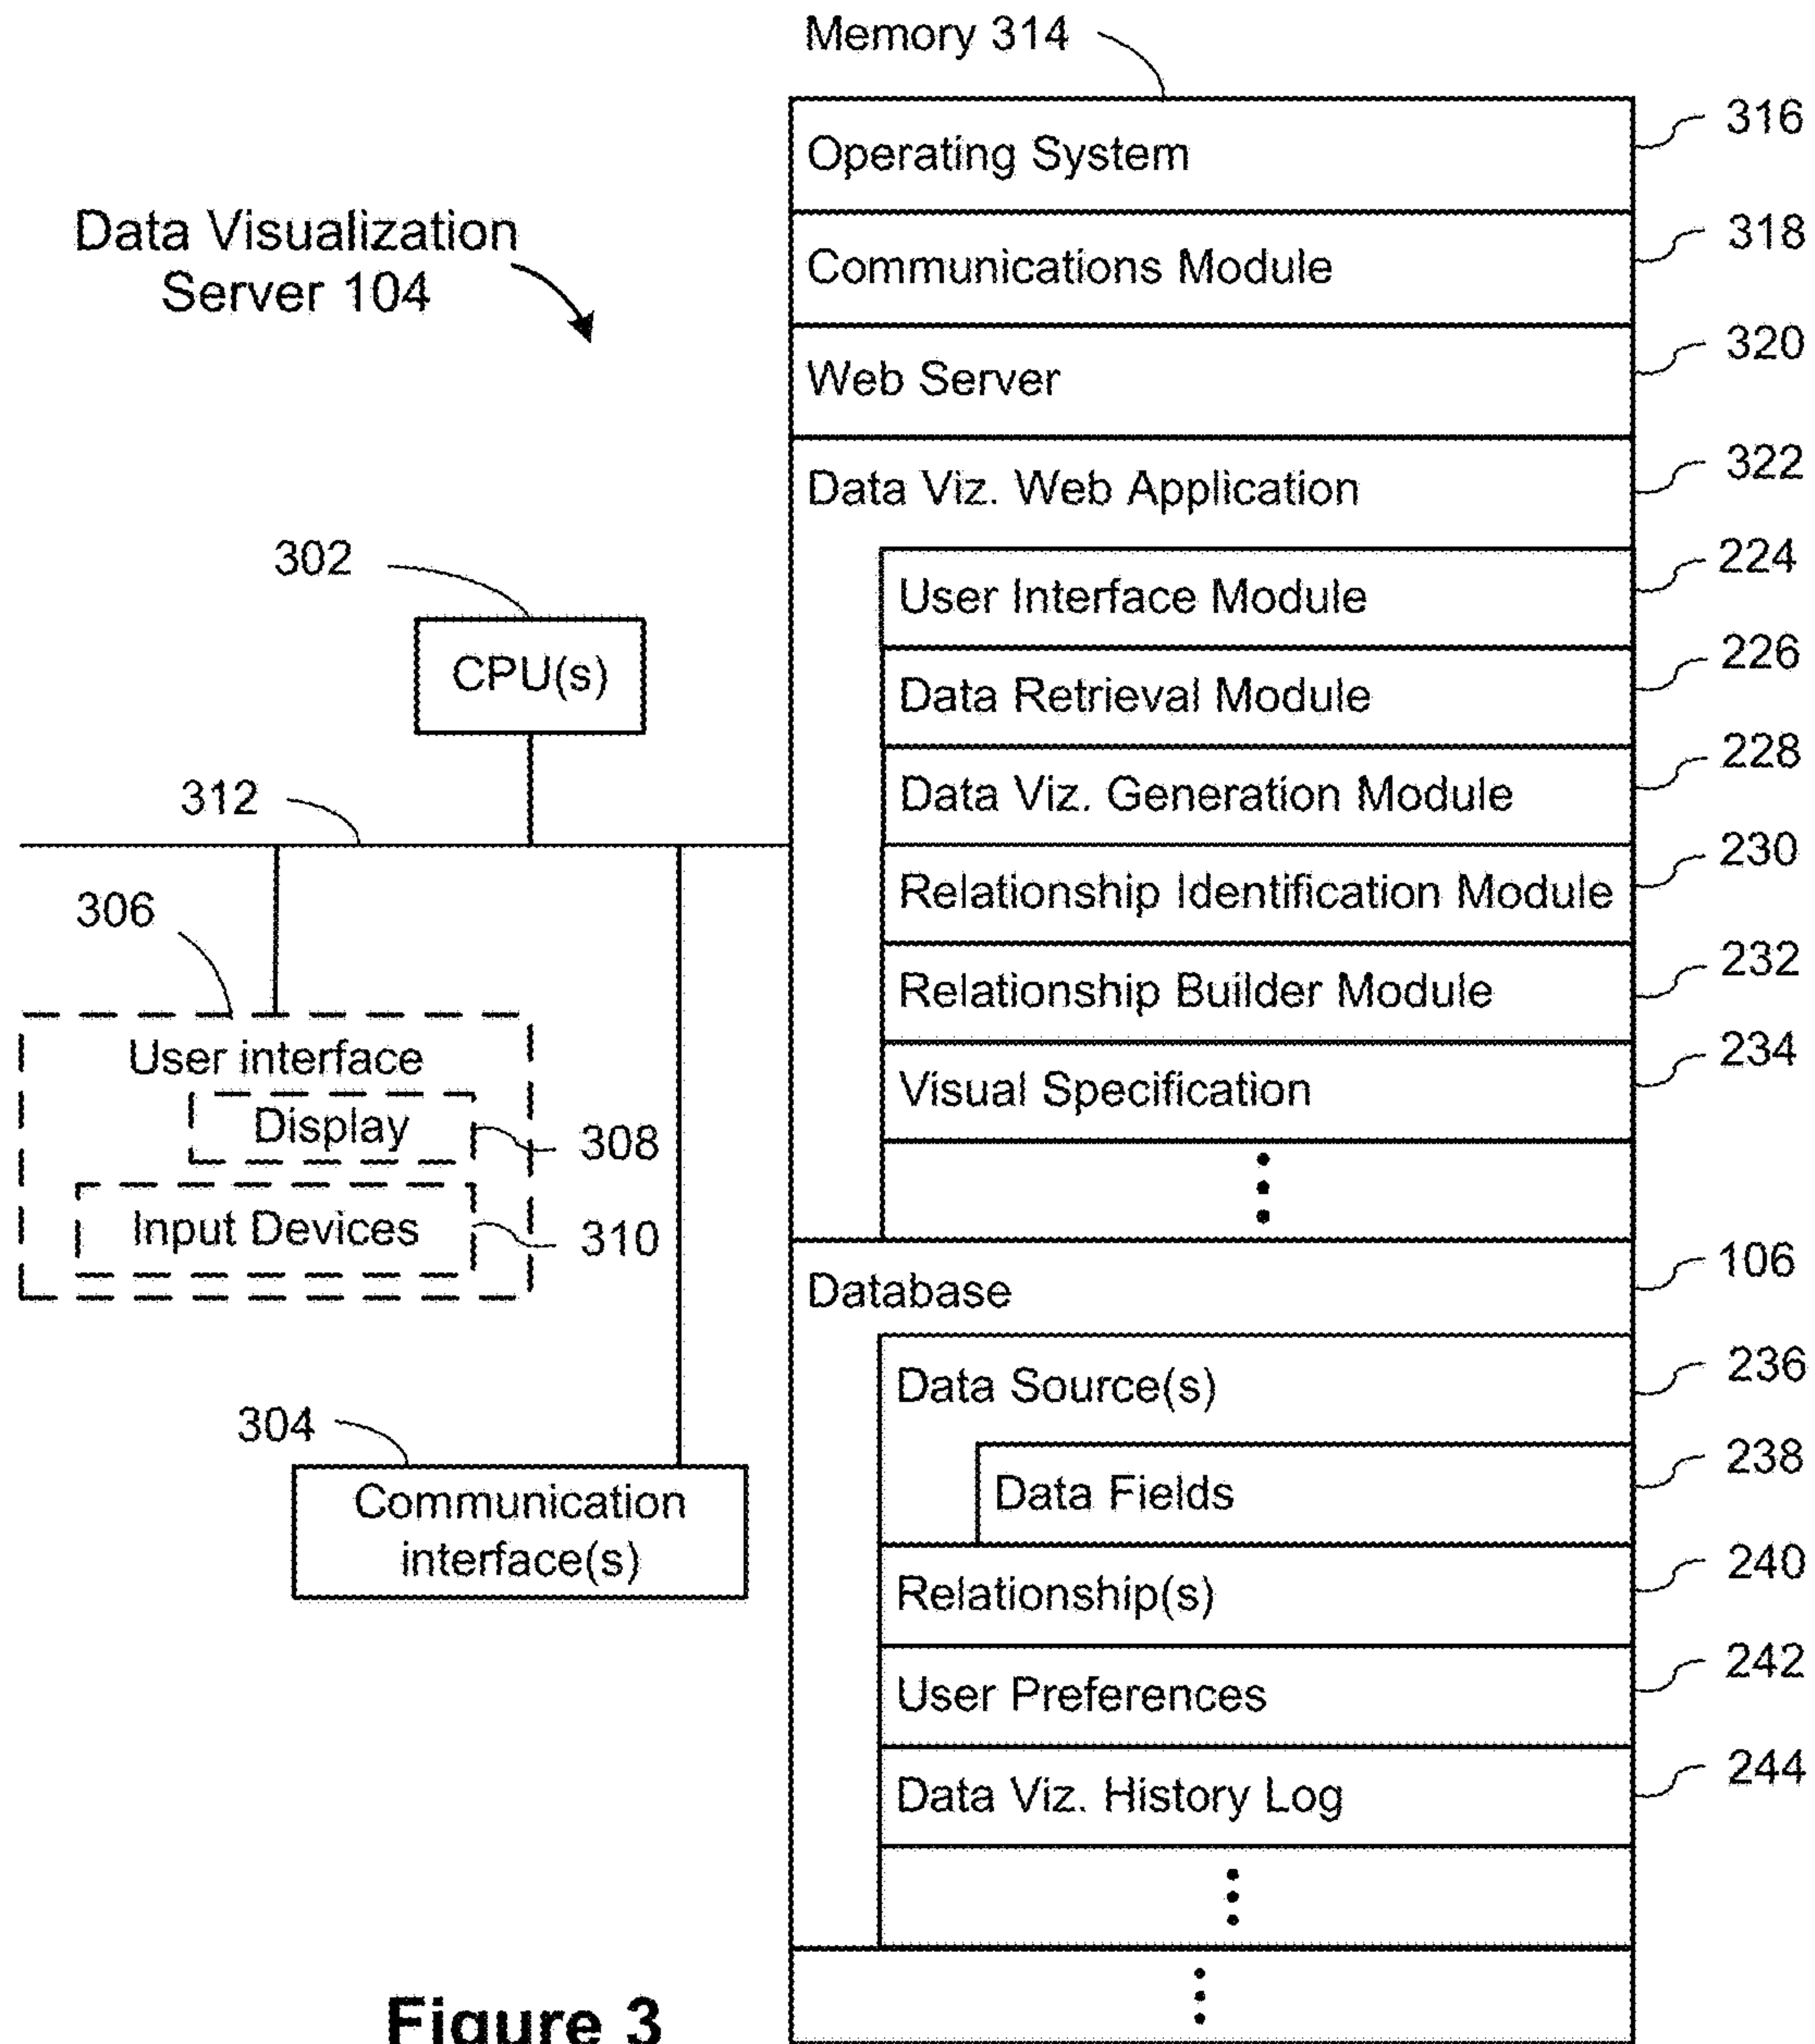 Memory 314
316
Operating System
318
Data Visualization
Server 104
Communications Module
320
Web Server
322
Data Viz. Web Application
224
User Interface Module
302
CPU(s)
226
Data Retrieval Module
228
Data Viz. Generation Module
312
230
Relationship Identification Module
306
232
Relationship Builder Module
234
Visual Specification
User interface
Display
308
Input Devices
310
106
Database
236
Data Source(s)
304
238
Data Fields
Communication
interface(s)
240
Relationship(s)
242
User Preferences
244
Data Viz. History Log
Figure 3